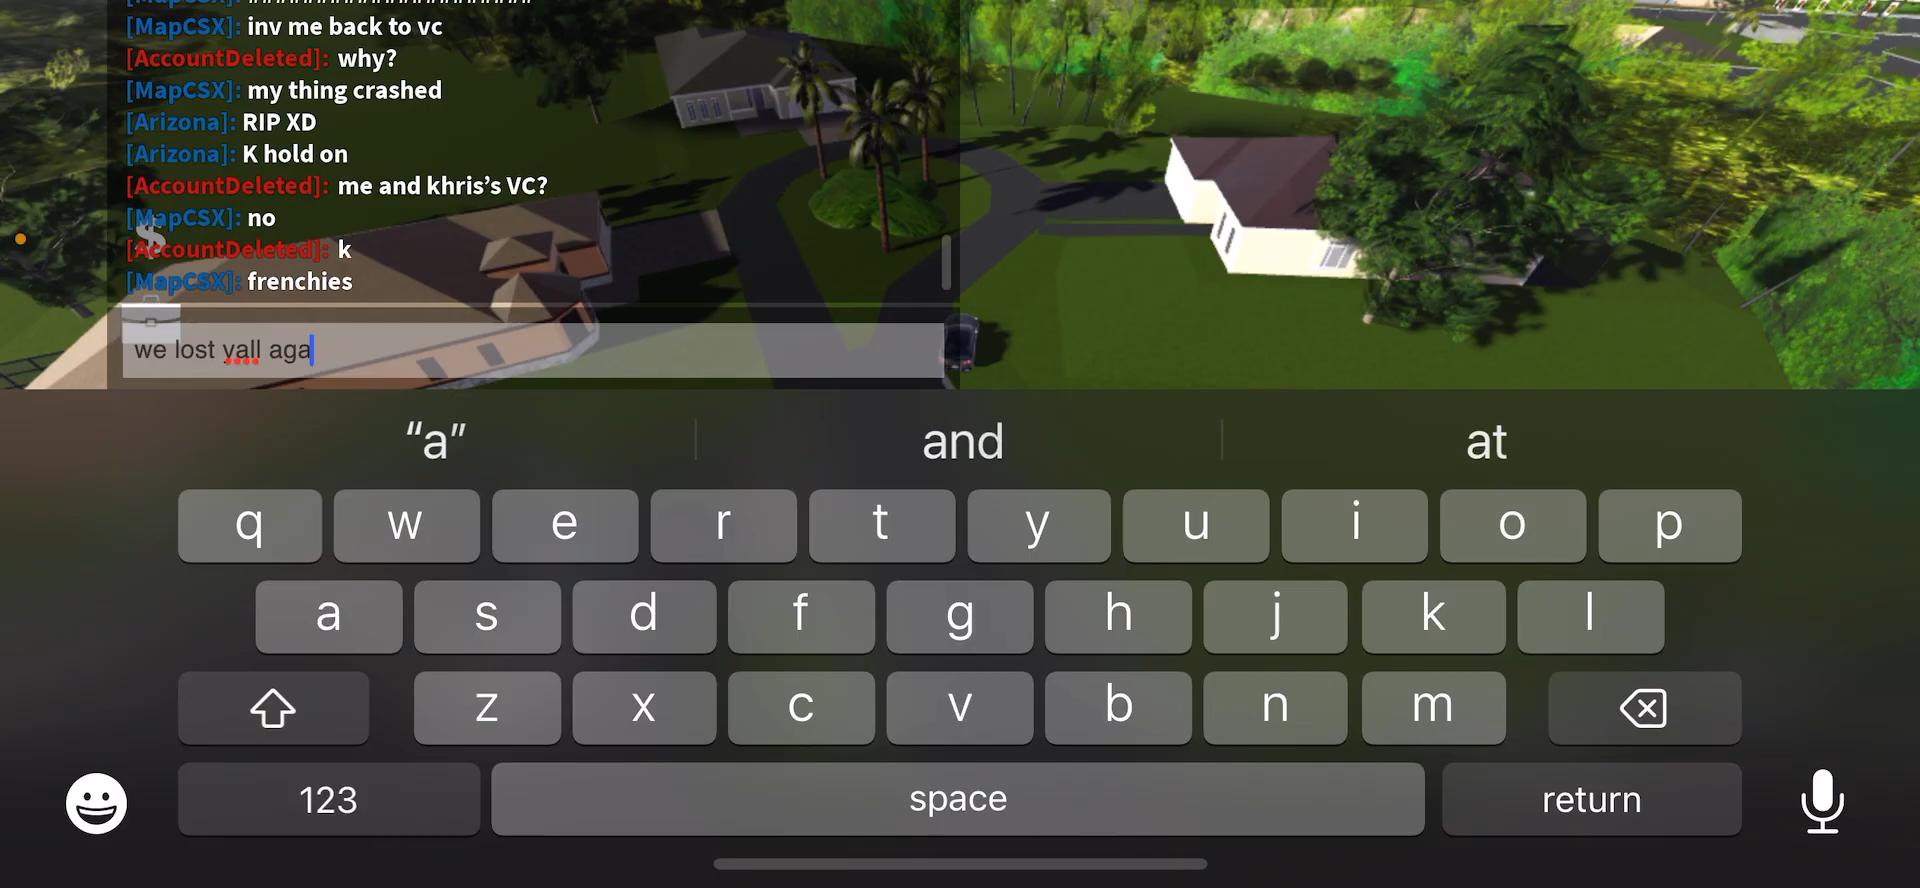 [MapCSX]: inv me back to vc
[AccountDeleted]: why?
[MapCSX]: my thing crashed
[Arizona]: RIP XD
[Arizona]: K hold on
[AccountDeleted]: me and khris’s VC?
[MapCSX]: no
[AccountDeleted]: k
[MapCSX]: frenchies
$
we lost yall aga
“a” and at
q w e r t y u i o p
a s d f g h j k l
z x c v b n m
123 space return